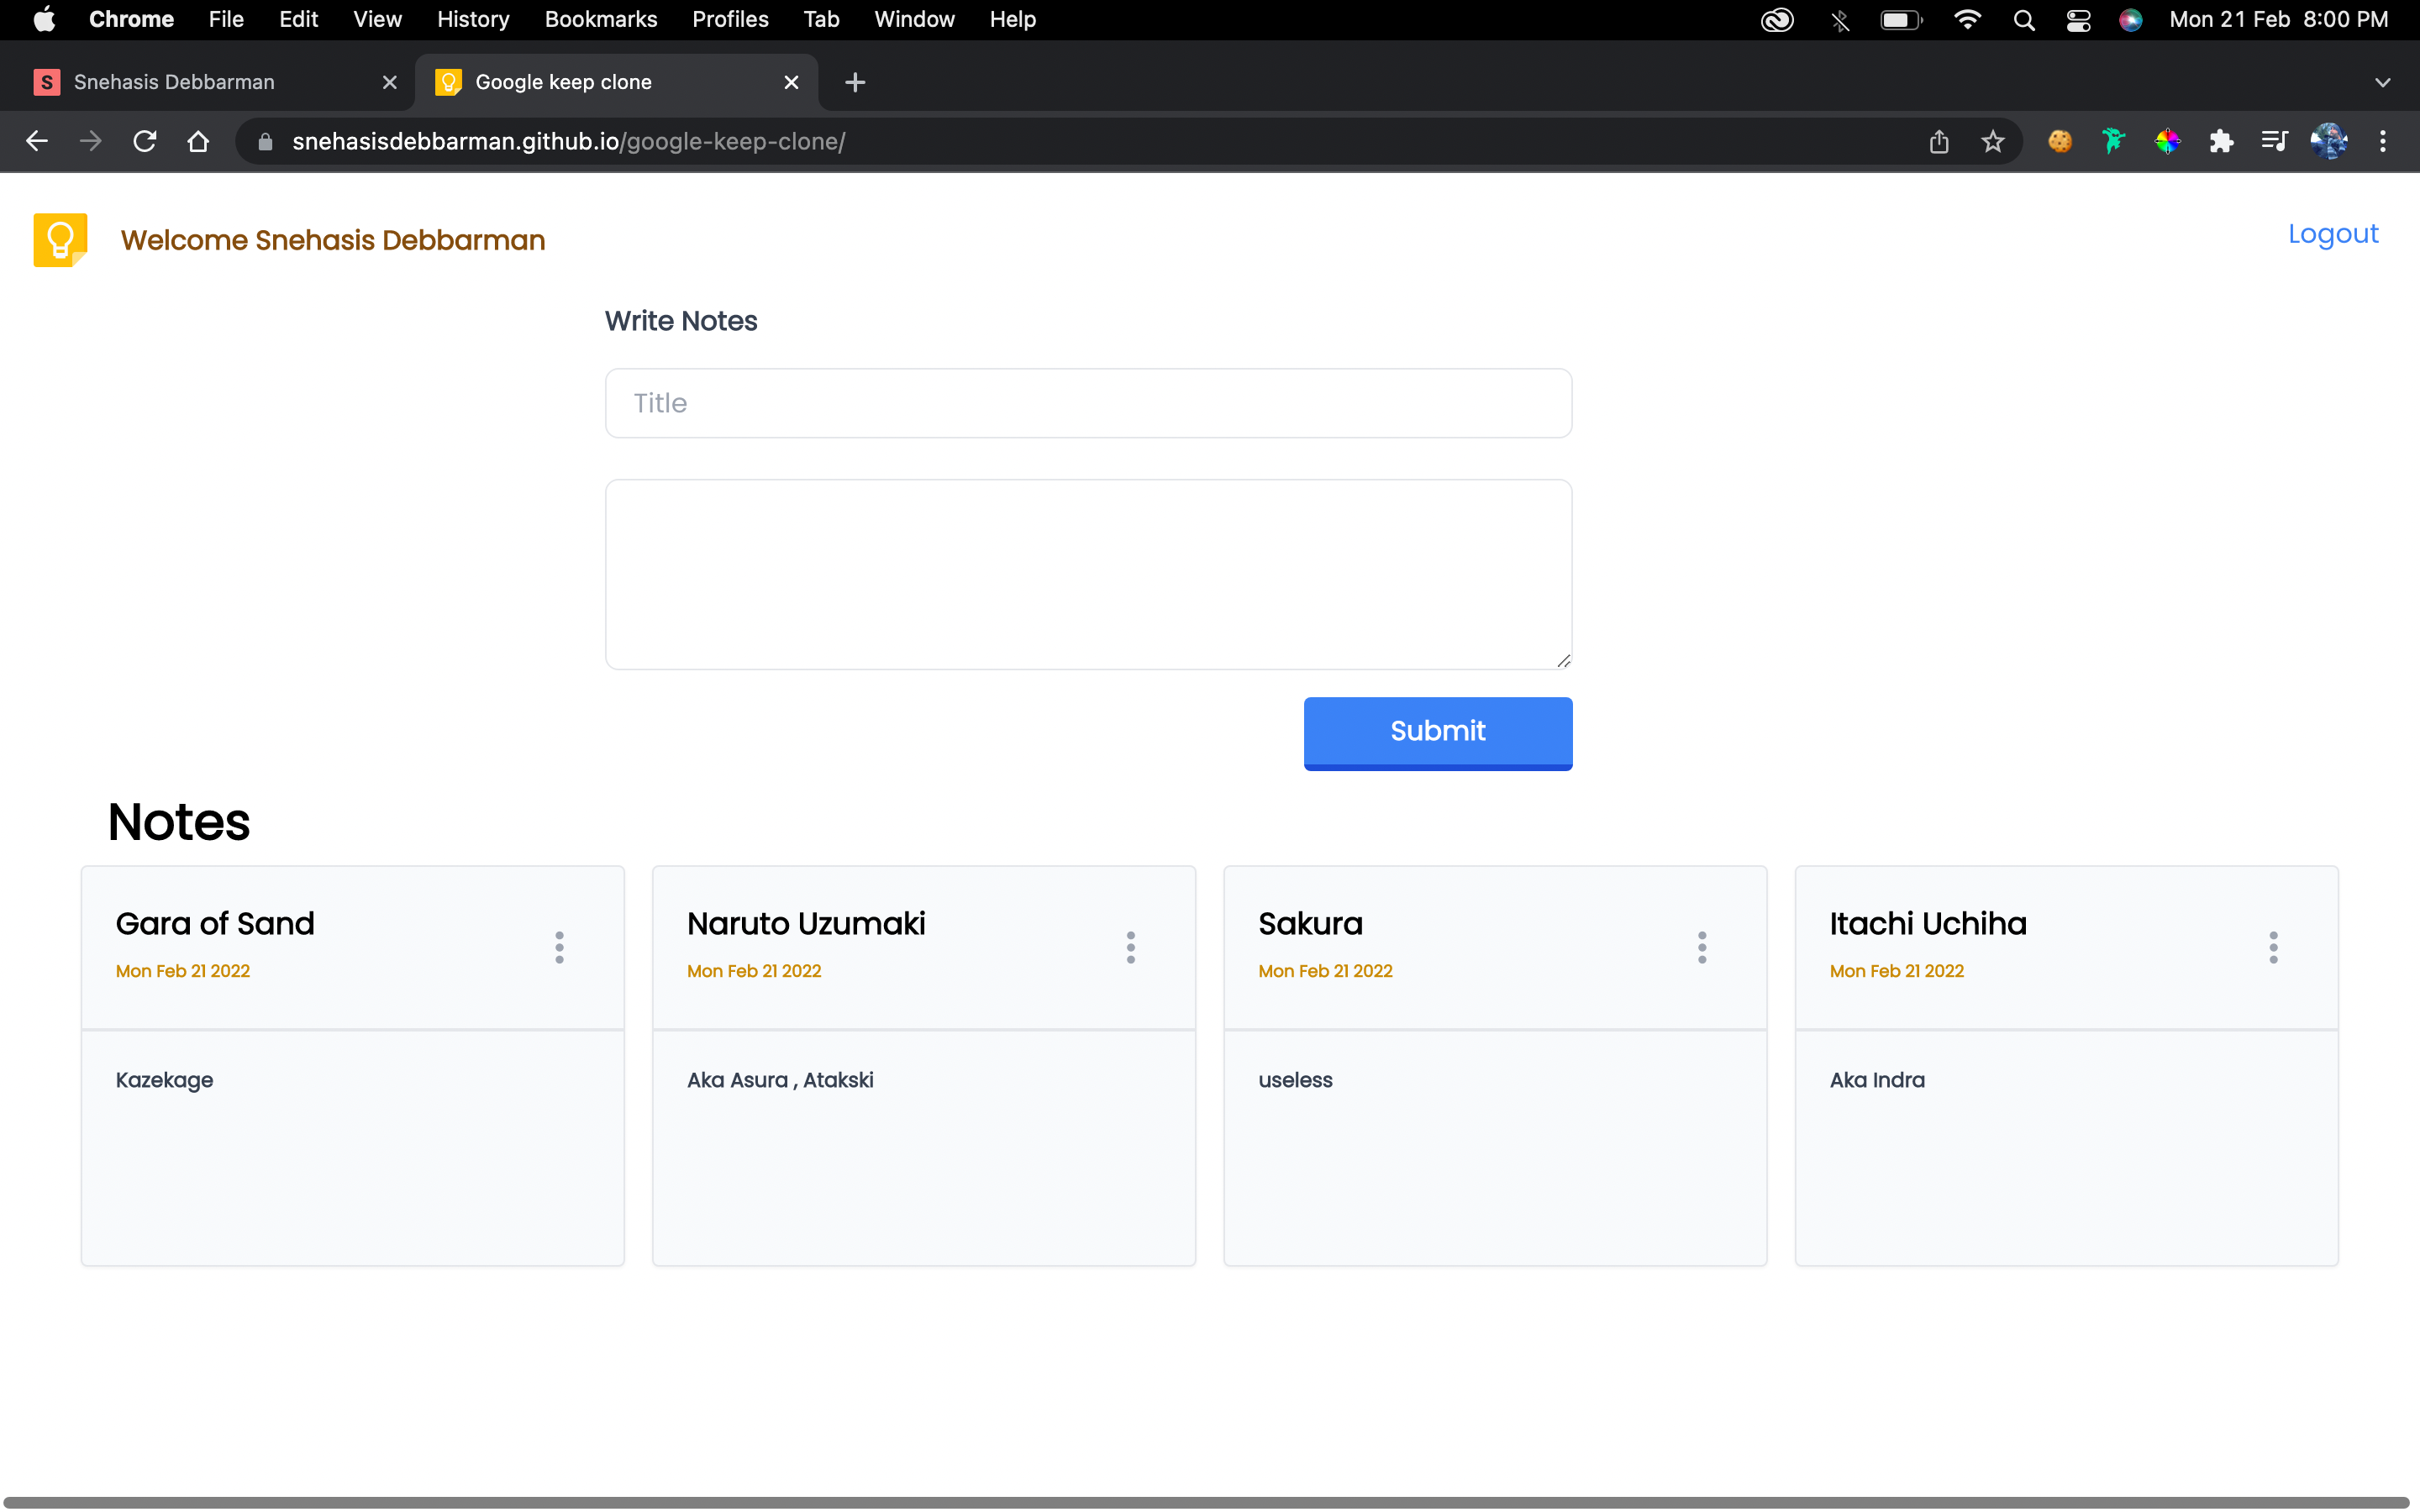 Chrome File Edit View History Bookmarks Profiles Tab Window Help Mon 21 Feb 8:00 PM
S Snehasis Debbarman Google keep clone
snehasisdebbarman.github.io/google-keep-clone/
Welcome Snehasis Debbarman Logout
Write Notes
Title
Submit
Notes
Gara of Sand
Mon Feb 21 2022
Kazekage
Naruto Uzumaki
Mon Feb 21 2022
Aka Asura , Atakski
Sakura
Mon Feb 21 2022
useless
Itachi Uchiha
Mon Feb 21 2022
Aka Indra